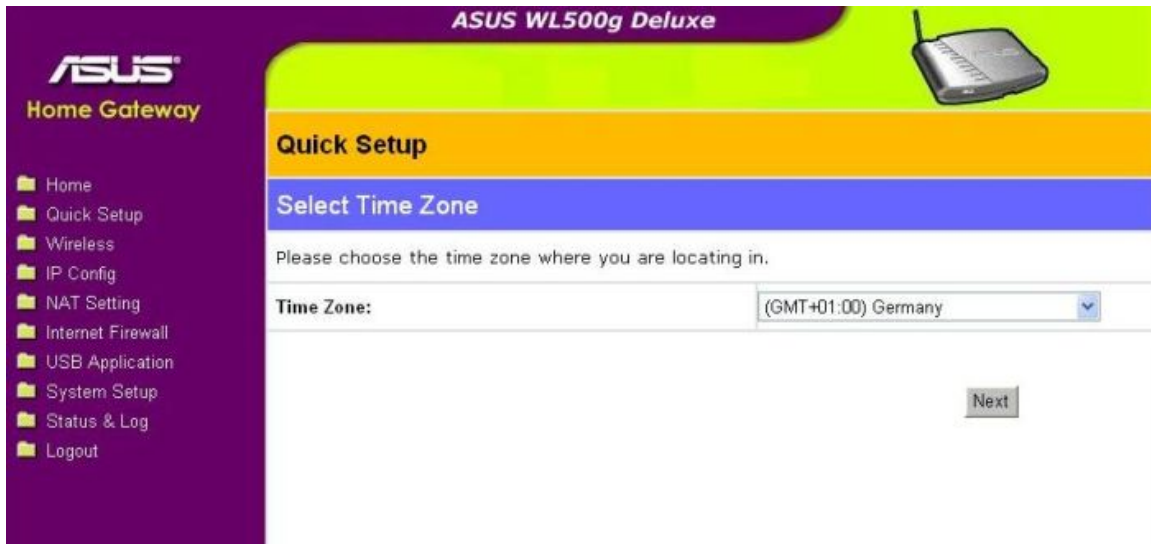 ASUS WL500g Deluxe
ASUS
Home Gateway
Home
Quick Setup
Wireless
IP Config
NAT Setting
Internet Firewall
USB Application
System Setup
Status & Log
Logout
Quick Setup
Select Time Zone
Please choose the time zone where you are locating in.
Time Zone: (GMT+01:00) Germany
Next